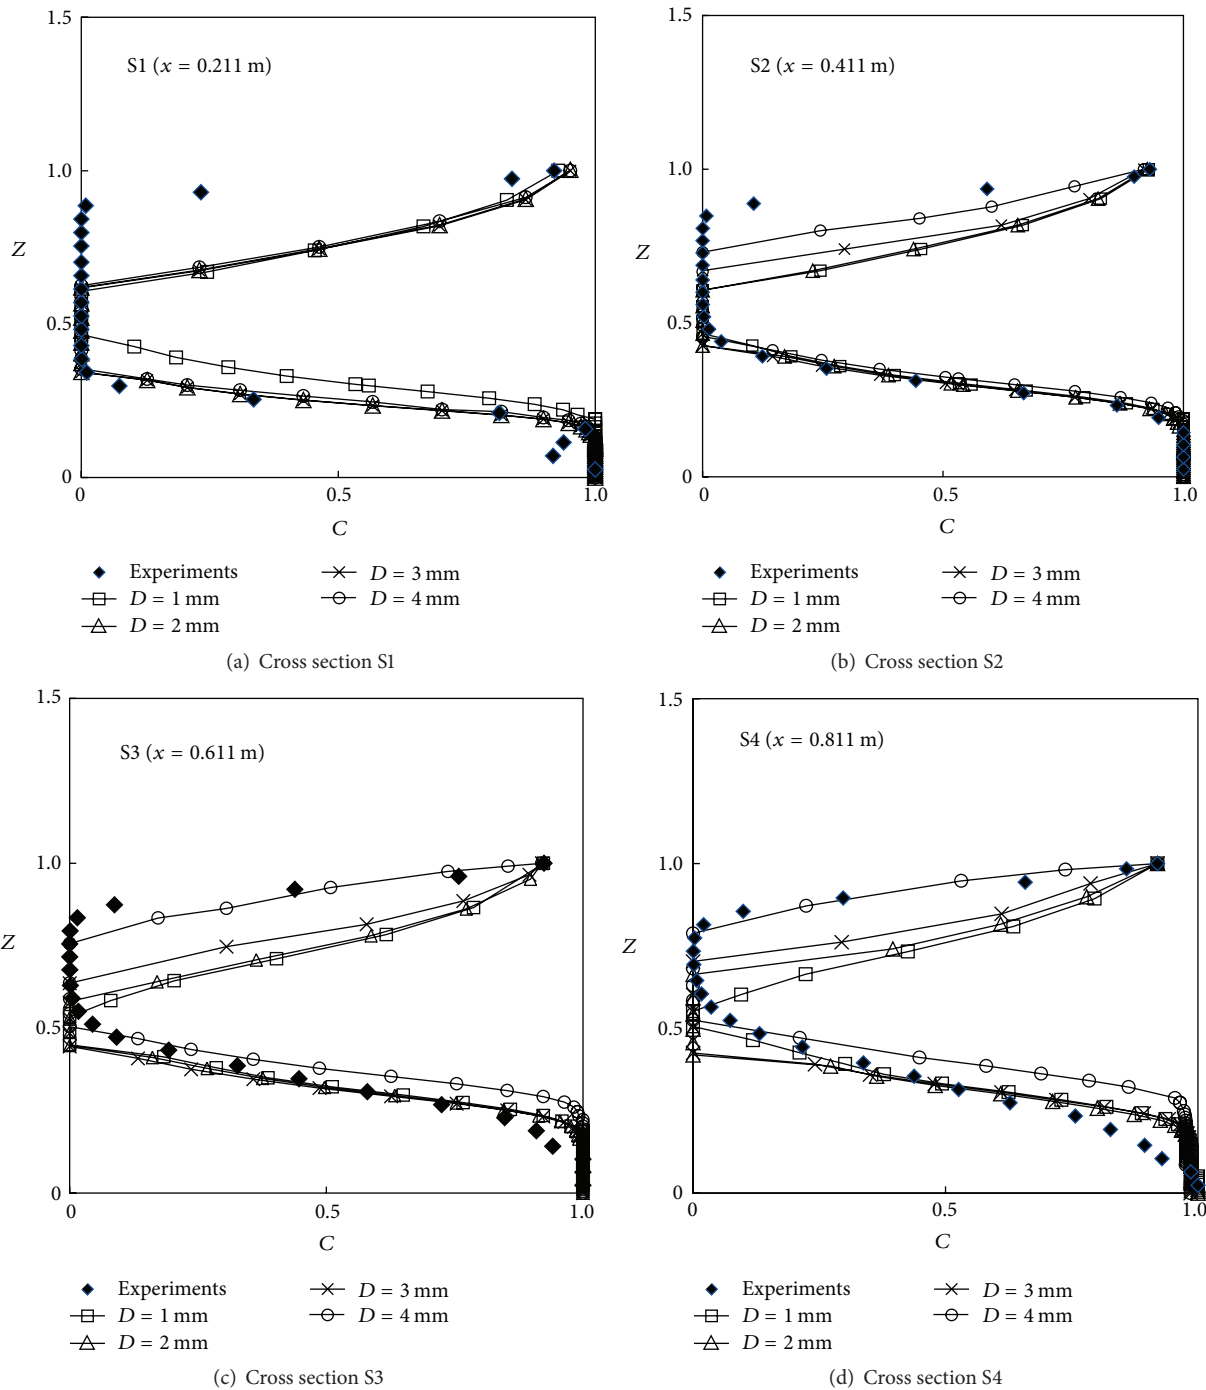 S1 (x = 0.211 m)
1.5
1.0
0.5
0
Z
0 0.5 1.0
C
Experiments
D = 1 mm
D = 2 mm
D = 3 mm
D = 4 mm
(a) Cross section S1
S2 (x = 0.411 m)
1.5
1.0
0.5
0
Z
0 0.5 1.0
C
Experiments
D = 1 mm
D = 2 mm
D = 3 mm
D = 4 mm
(b) Cross section S2
S3 (x = 0.611 m)
1.5
1.0
0.5
0
Z
0 0.5 1.0
C
Experiments
D = 1 mm
D = 2 mm
D = 3 mm
D = 4 mm
(c) Cross section S3
S4 (x = 0.811 m)
1.5
1.0
0.5
0
Z
0 0.5 1.0
C
Experiments
D = 1 mm
D = 2 mm
D = 3 mm
D = 4 mm
(d) Cross section S4